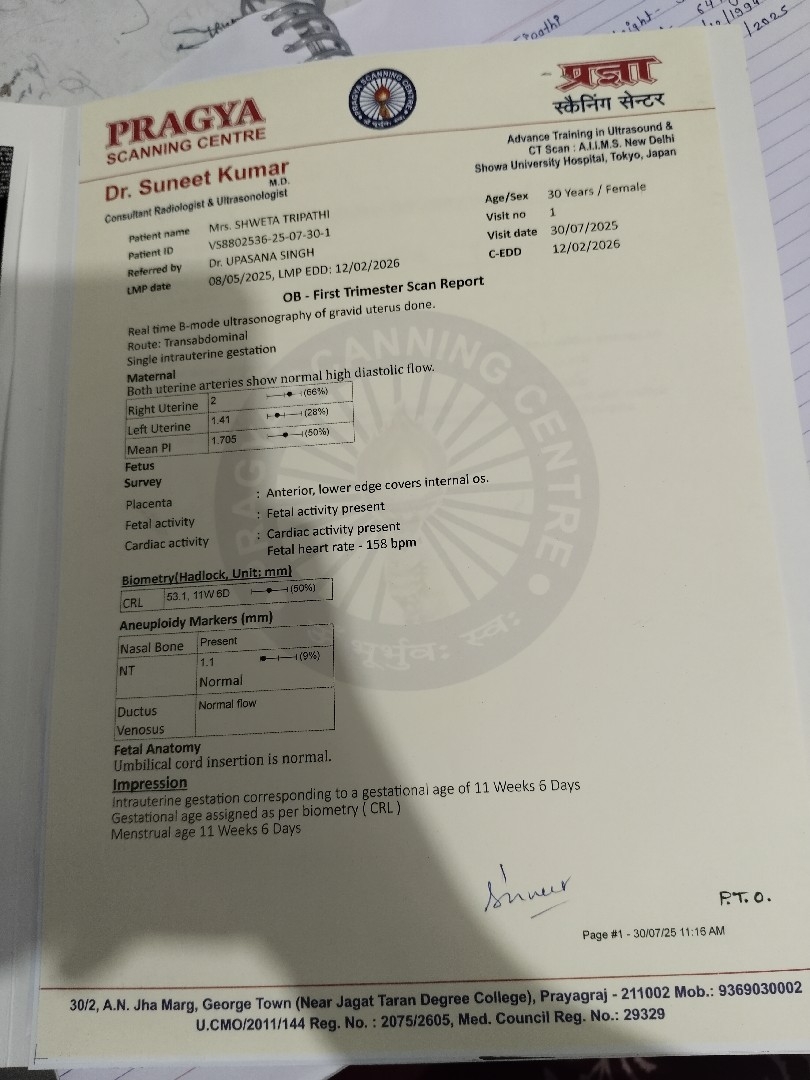 PRAGYA
SCANNING CENTRE
PRAGYA SCANNING CENTRE
प्रज्ञा
स्कैनिंग सेन्टर
Dr. Suneet Kumar
M.D.
Consultant Radiologist & Ultrasonologist
Advance Training in Ultrasound &
CT Scan : A.I.I.M.S. New Delhi
Showa University Hospital, Tokyo, Japan
Patient name Mrs. SHWETA TRIPATHI
Patient ID VS8802536-25-07-30-1
Referred by Dr. UPASANA SINGH
LMP date 08/05/2025, LMP EDD: 12/02/2026
Age/Sex 30 Years / Female
Visit no 1
Visit date 30/07/2025
C-EDD 12/02/2026
OB - First Trimester Scan Report
Real time B-mode ultrasonography of gravid uterus done.
Route: Transabdominal
Single intrauterine gestation
Maternal
Both uterine arteries show normal high diastolic flow.
Right Uterine 2 (66%)
Left Uterine 1.41 (28%)
Mean PI 1.705 (50%)
Fetus
Survey
Placenta : Anterior, lower edge covers internal os.
Fetal activity : Fetal activity present
Cardiac activity : Cardiac activity present
Fetal heart rate - 158 bpm
Biometry(Hadlock, Unit: mm)
CRL 53.1, 11W 6D (50%)
Aneuploidy Markers (mm)
Nasal Bone Present
NT 1.1 (9%)
Normal
Ductus Normal flow
Venosus
Fetal Anatomy
Umbilical cord insertion is normal.
Impression
Intrauterine gestation corresponding to a gestational age of 11 Weeks 6 Days
Gestational age assigned as per biometry ( CRL )
Menstrual age 11 Weeks 6 Days
Suneet
P.T.O.
Page #1 - 30/07/25 11:16 AM
30/2, A.N. Jha Marg, George Town (Near Jagat Taran Degree College), Prayagraj - 211002 Mob.: 9369030002
U.CMO/2011/144 Reg. No. : 2075/2605, Med. Council Reg. No.: 29329